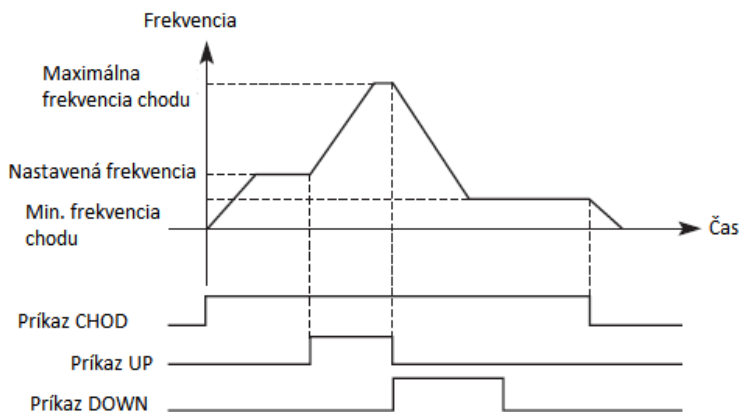 Frekvencia
Maximálna
frekvencia chodu
Nastavená frekvencia
Min. frekvencia
chodu
Čas
Príkaz CHOD
Príkaz UP
Príkaz DOWN